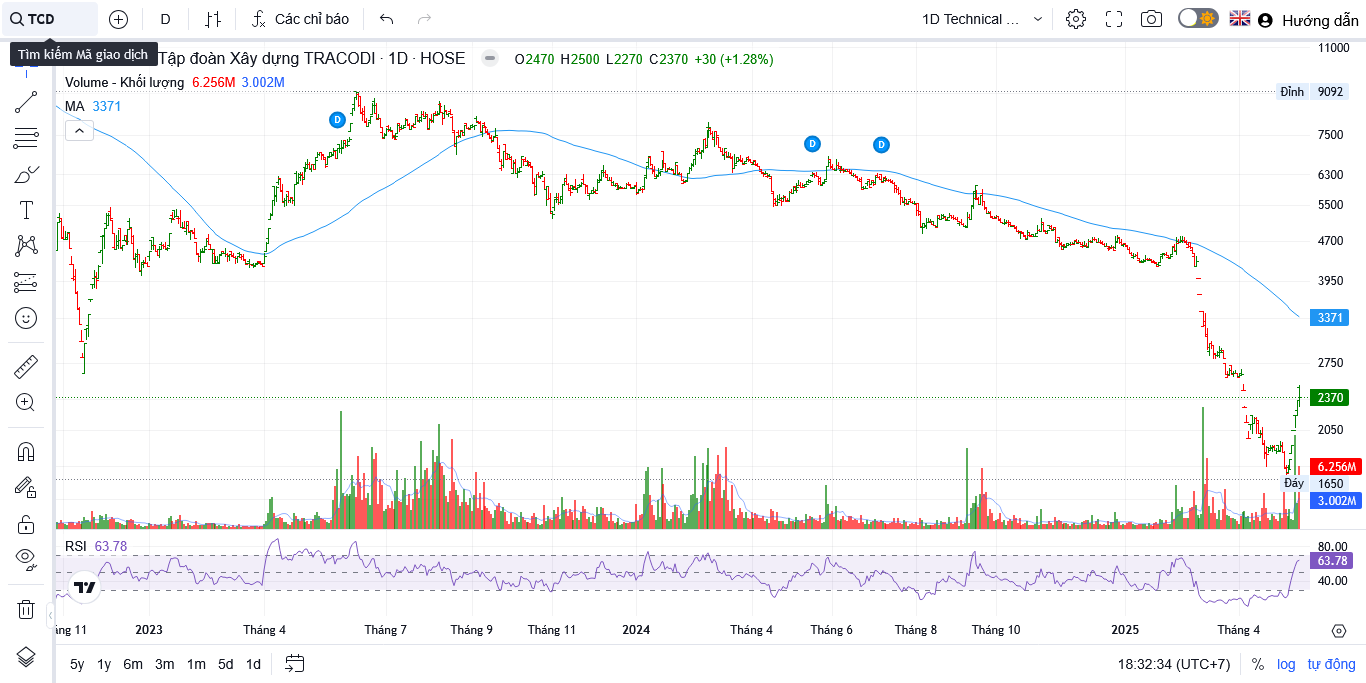 TCD
D
Các chỉ báo
1D Technical ...
Hướng dẫn
Tìm kiếm Mã giao dịch
Tập đoàn Xây dựng TRACODI · 1D · HOSE
O2470 H2500 L2270 C2370 +30 (+1.28%)
Volume - Khối lượng 6.256M 3.002M
MA 3371
D
D
D
11000
Đỉnh 9092
7500
6300
5500
4700
3950
3371
2750
2370
2050
6.256M
Đáy 1650
3.002M
RSI 63.78
80.00
63.78
40.00
ng 11
2023
Tháng 4
Tháng 7
Tháng 9
Tháng 11
2024
Tháng 4
Tháng 6
Tháng 8
Tháng 10
2025
Tháng 4
5y 1y 6m 3m 1m 5d 1d
18:32:34 (UTC+7)
% log tự động